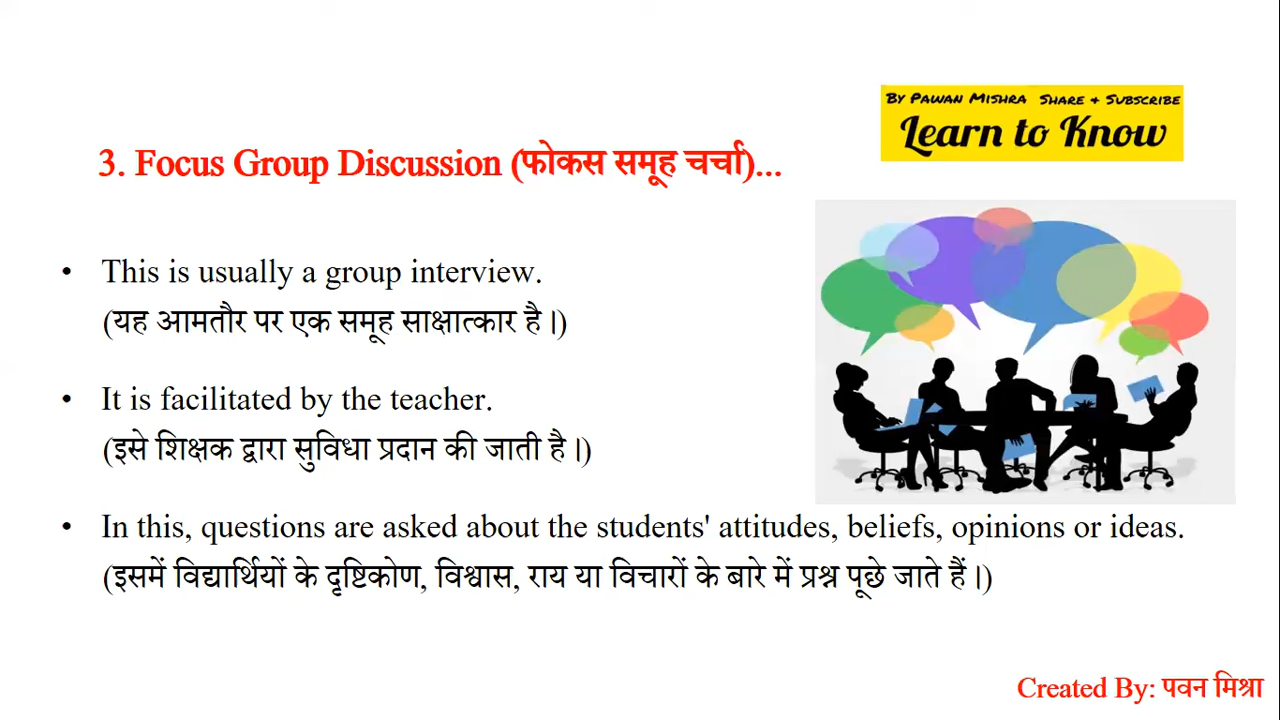 By Pawan Mishra Share & Subscribe
Learn to Know
3. Focus Group Discussion (फोकस समूह चर्चा)...
• This is usually a group interview.
(यह आमतौर पर एक समूह साक्षात्कार है।)
• It is facilitated by the teacher.
(इसे शिक्षक द्वारा सुविधा प्रदान की जाती है।)
• In this, questions are asked about the students' attitudes, beliefs, opinions or ideas.
(इसमें विद्यार्थियों के दृष्टिकोण, विश्वास, राय या विचारों के बारे में प्रश्न पूछे जाते हैं।)
Created By: पवन मिश्रा